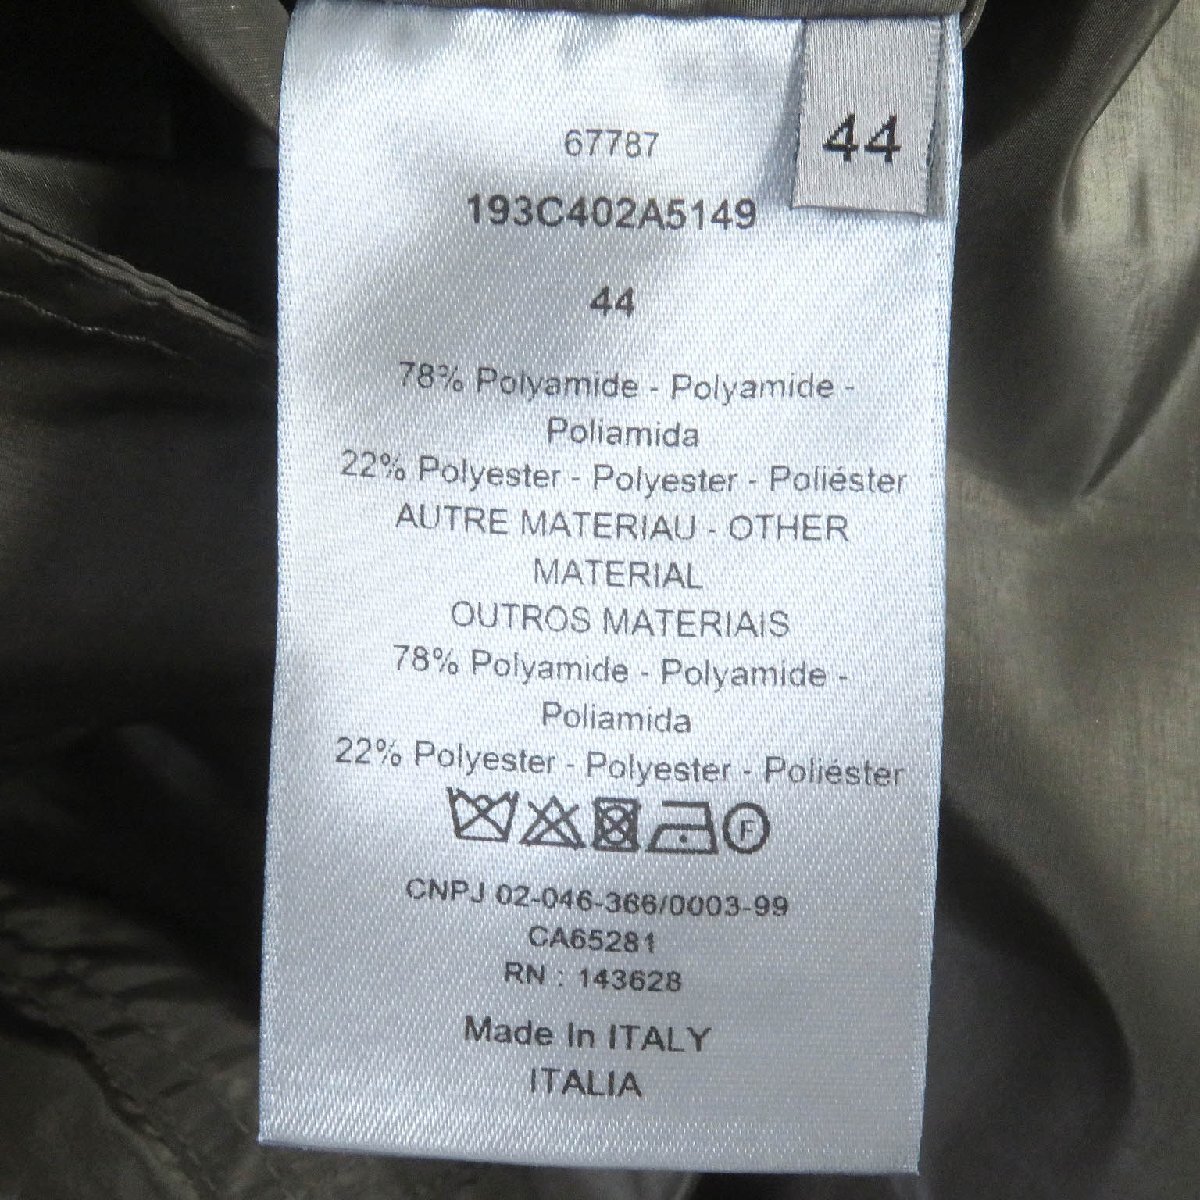 44
67787
193C402A5149
44
78% Polyamide - Polyamide -
Poliamida
22% Polyester - Polyester - Poliéster
AUTRE MATERIAU - OTHER
MATERIAL
OUTROS MATERIAIS
78% Polyamide - Polyamide -
Poliamida
22% Polyester - Polyester - Poliéster
F
CNPJ 02-046-366/0003-99
CA65281
RN : 143628
Made In ITALY
ITALIA